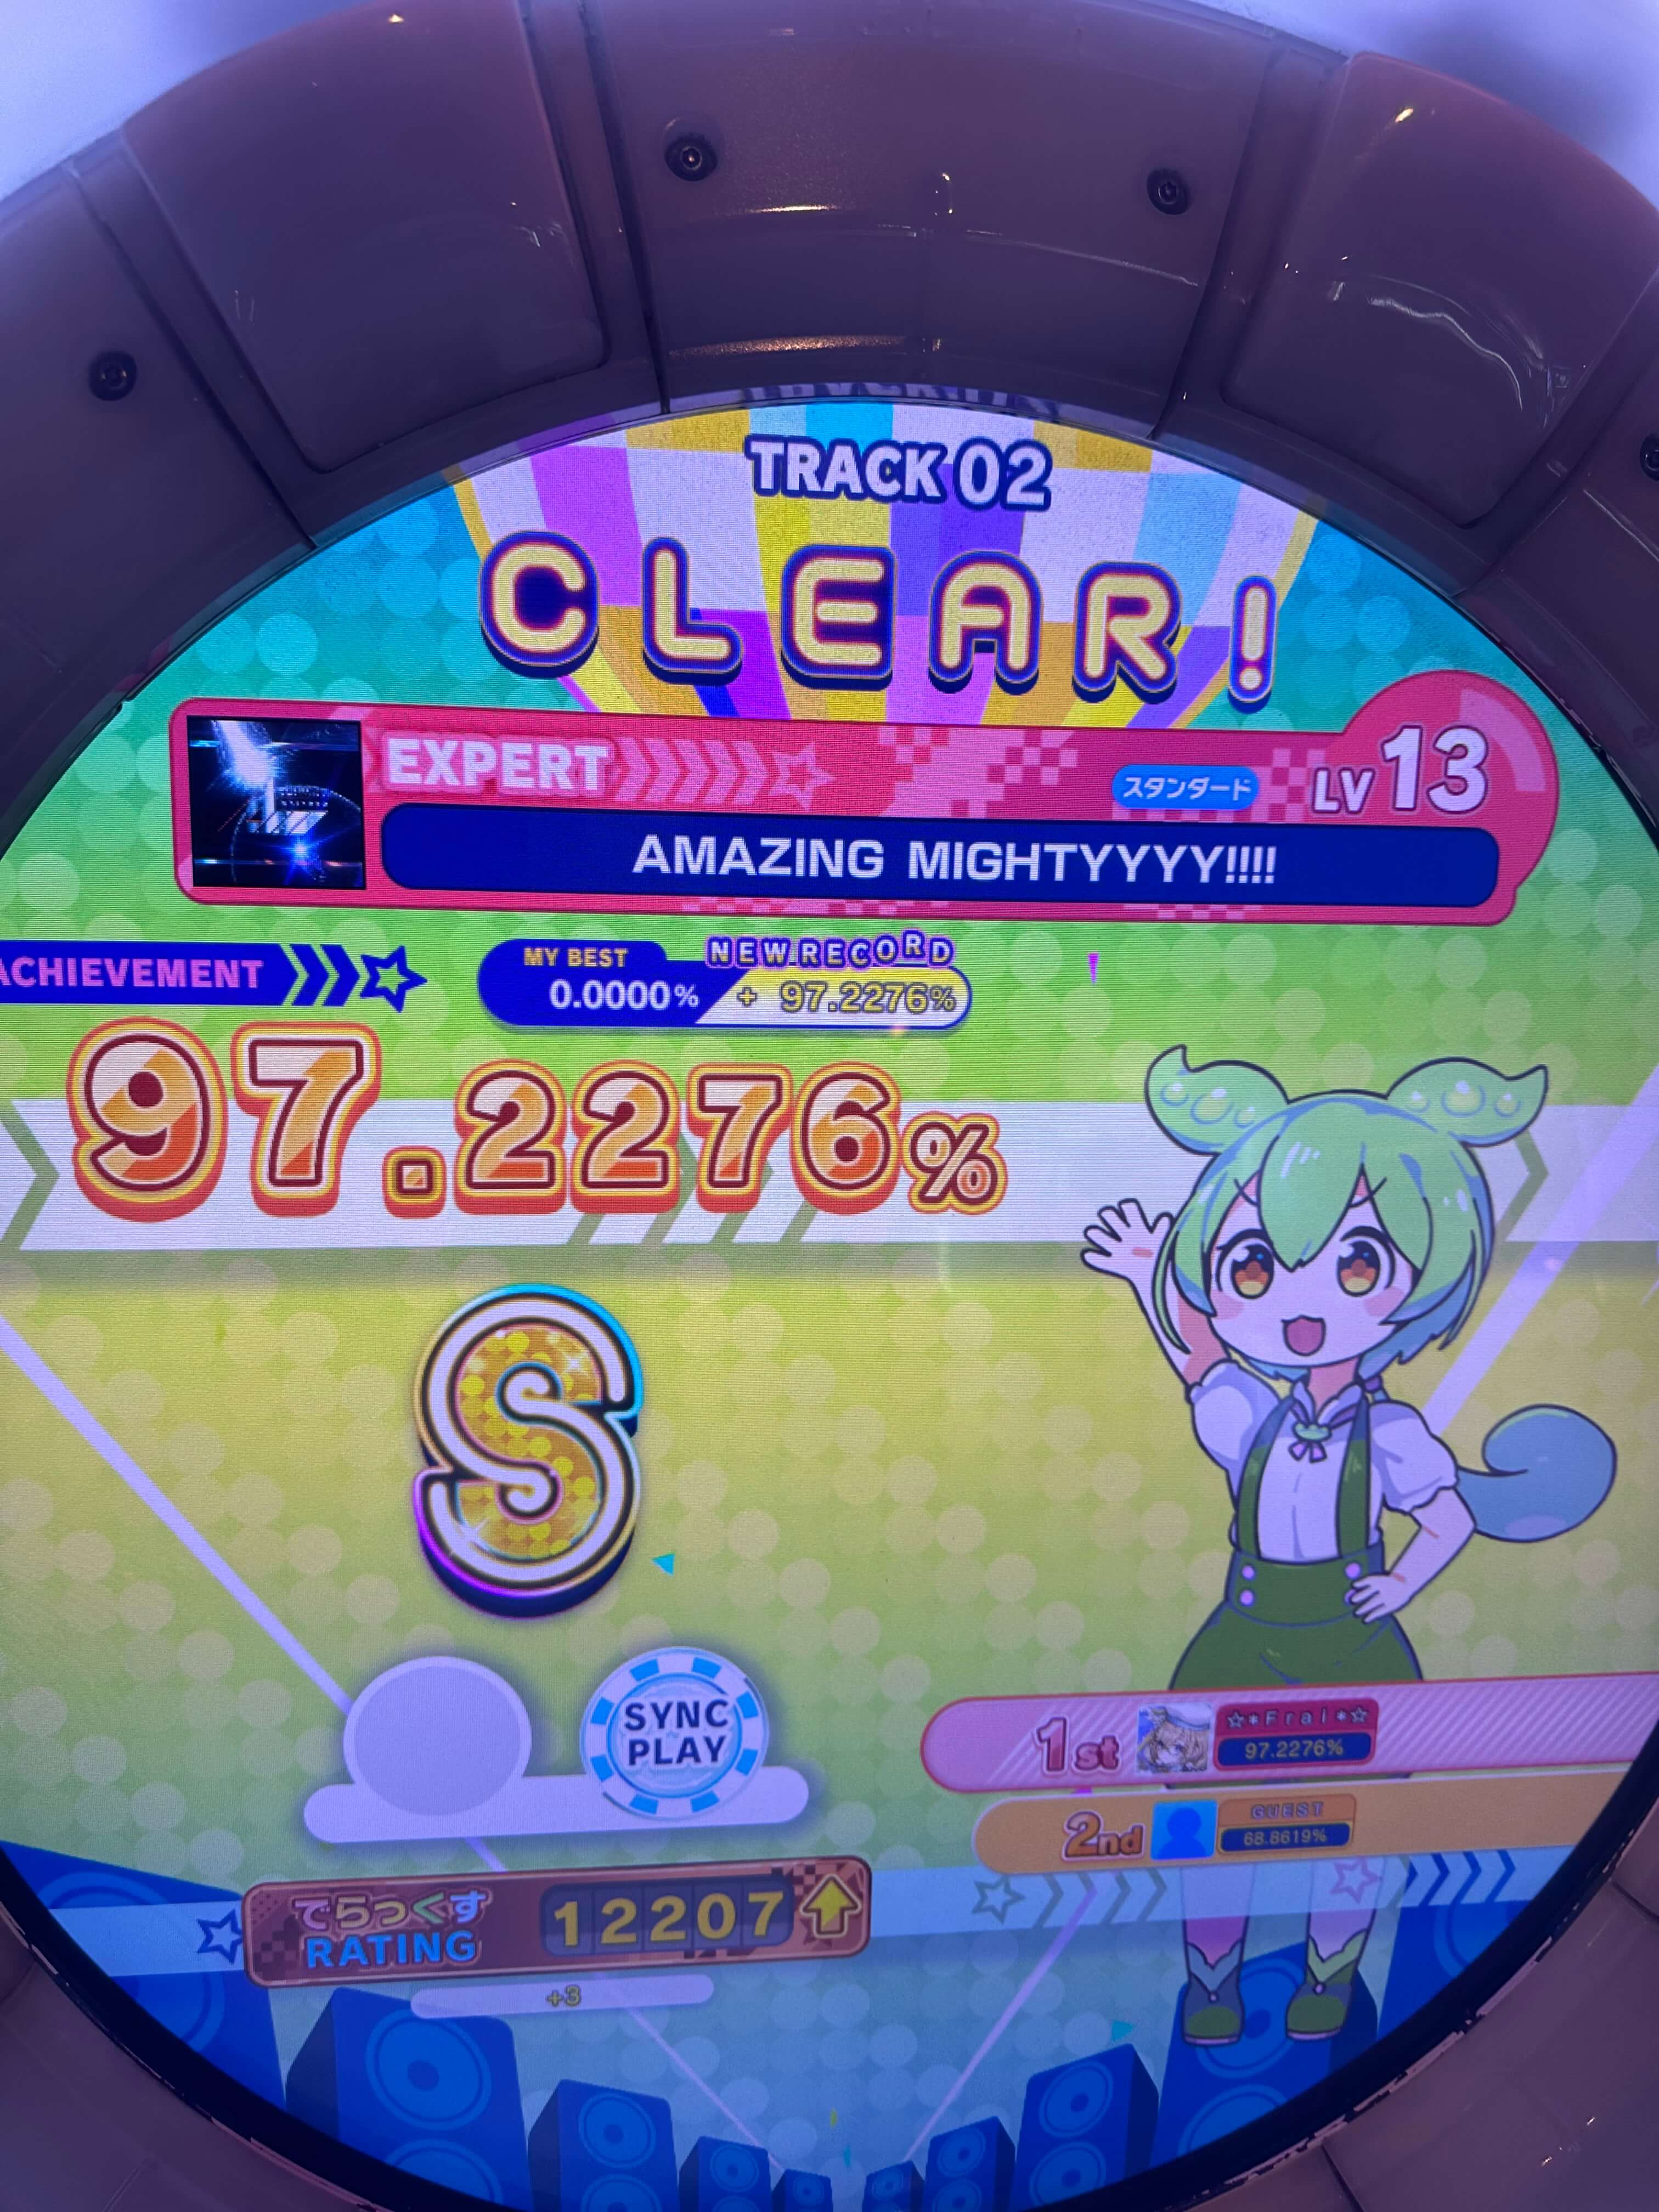 TRACK 02
CLEAR!
EXPERT
スタンダード
LV 13
AMAZING MIGHTYYYY!!!!
ACHIEVEMENT
MY BEST
NEW RECORD
0.0000%
+ 97.2276%
97.2276%
S
SYNC
PLAY
1st
☆*Frai*☆
97.2276%
2nd
GUEST
68.8619%
でらっくす
RATING
12207
+3